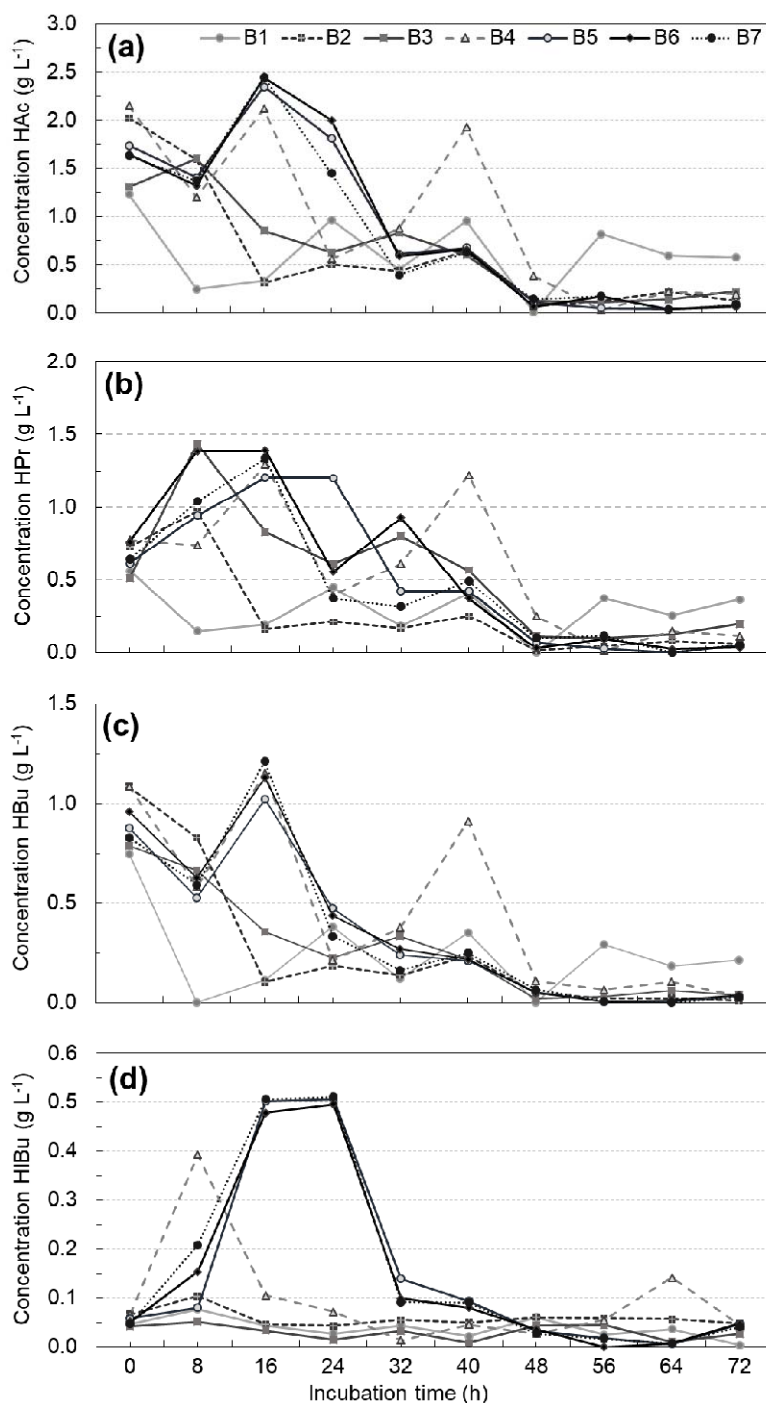 (a)
B1 B2 B3 B4 B5 B6 B7
Concentration HAc (g L-1)
3.0
2.5
2.0
1.5
1.0
0.5
0.0
(b)
Concentration HPr (g L-1)
2.0
1.5
1.0
0.5
0.0
(c)
Concentration HBu (g L-1)
1.5
1.0
0.5
0.0
(d)
Concentration HIBu (g L-1)
0.6
0.5
0.4
0.3
0.2
0.1
0.0
0 8 16 24 32 40 48 56 64 72
Incubation time (h)